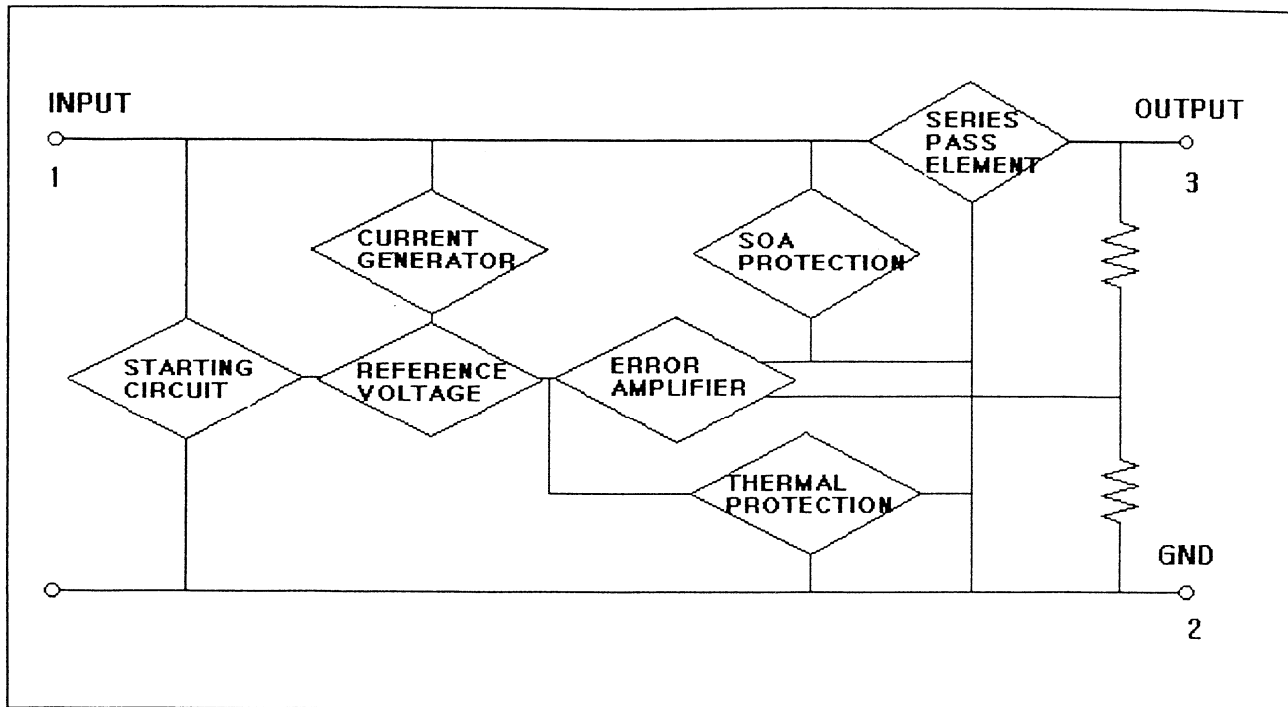 INPUT
1
SERIES
PASS
ELEMENT
OUTPUT
3
CURRENT
GENERATOR
SOA
PROTECTION
STARTING
CIRCUIT
REFERENCE
VOLTAGE
ERROR
AMPLIFIER
THERMAL
PROTECTION
GND
2